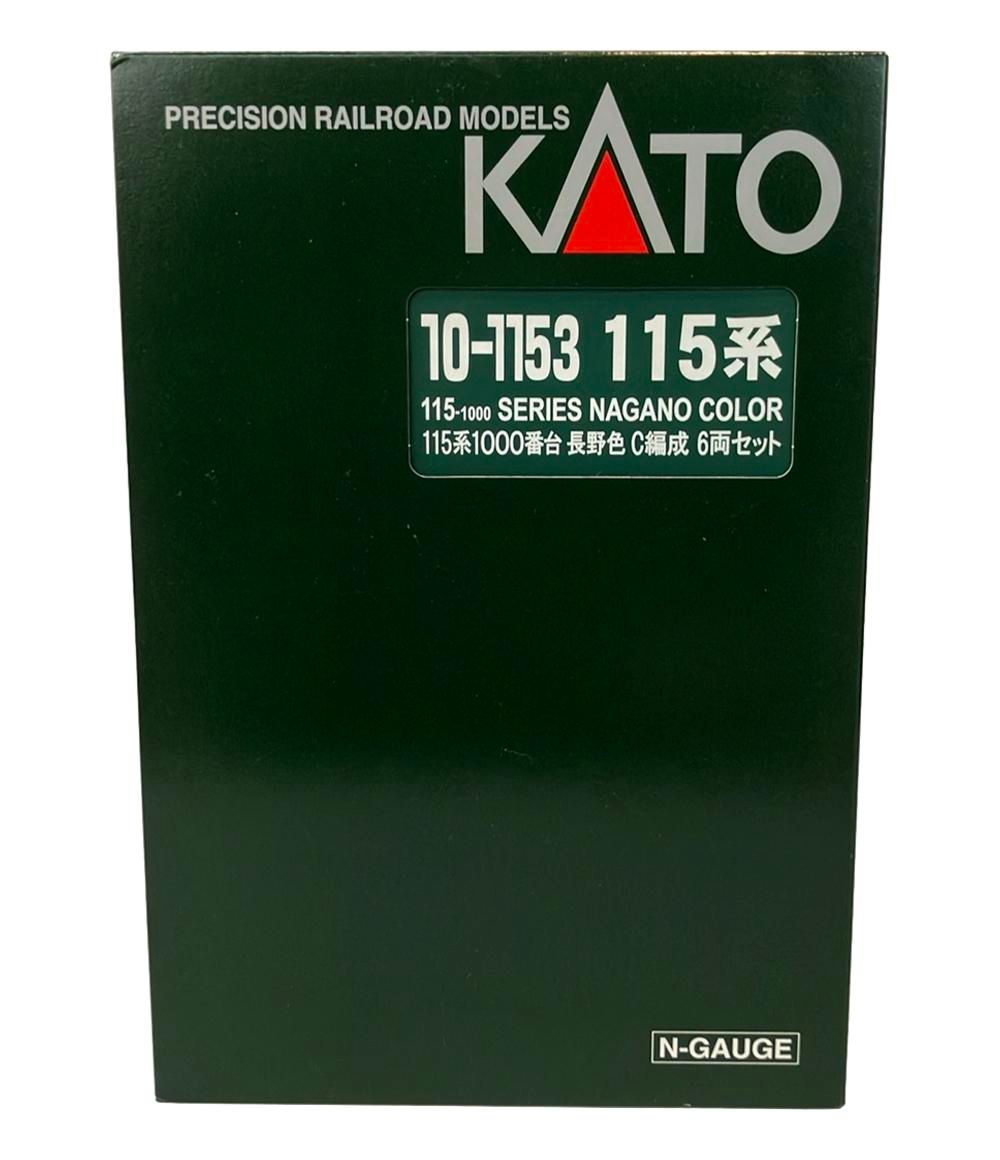 PRECISION RAILROAD MODELS
KATO
10-1153 115系
115-1000 SERIES NAGANO COLOR
115系1000番台 長野色 C編成 6両セット
N-GAUGE